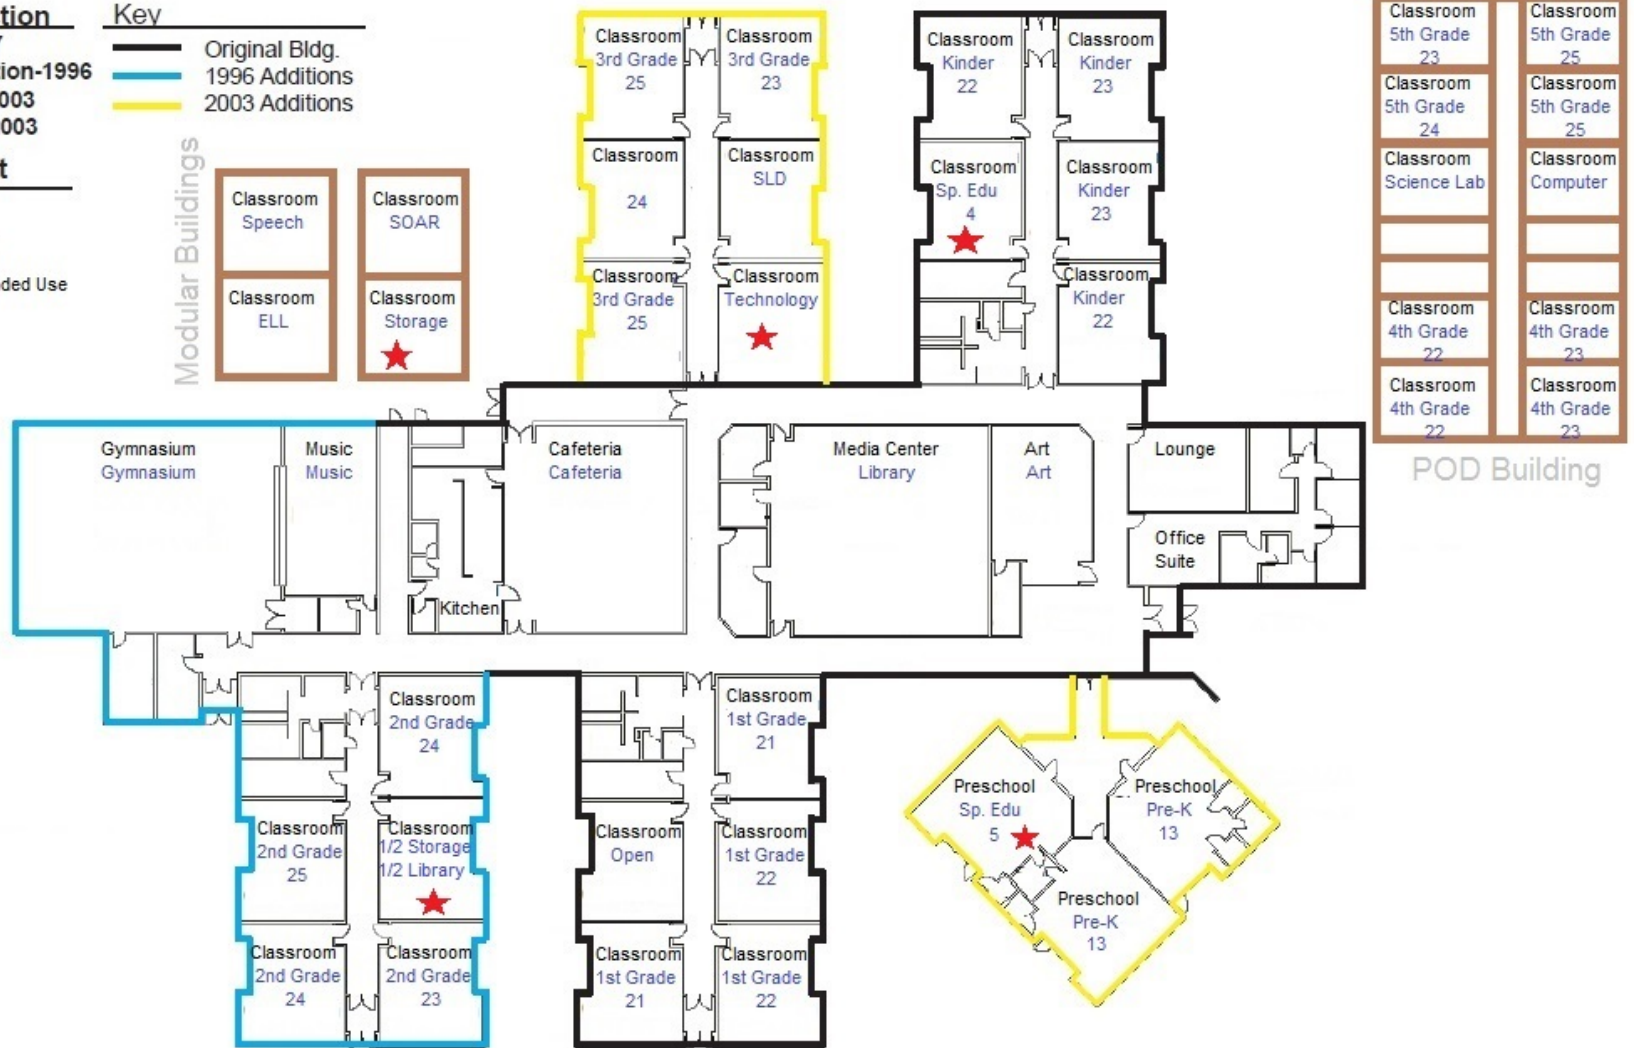 tion
tion-1996
003
003
t
ded Use
Key
Original Bldg.
1996 Additions
2003 Additions
Modular Buildings
Classroom
Speech
Classroom
SOAR
Classroom
ELL
Classroom
Storage
Classroom
3rd Grade
25
Classroom
3rd Grade
23
Classroom
24
Classroom
SLD
Classroom
3rd Grade
25
Classroom
Technology
Classroom
Kinder
22
Classroom
Kinder
23
Classroom
Sp. Edu
4
Classroom
Kinder
23
Classroom
Kinder
22
Classroom
5th Grade
23
Classroom
5th Grade
25
Classroom
5th Grade
24
Classroom
5th Grade
25
Classroom
Science Lab
Classroom
Computer
Classroom
4th Grade
22
Classroom
4th Grade
23
Classroom
4th Grade
22
Classroom
4th Grade
23
POD Building
Gymnasium
Gymnasium
Music
Music
Kitchen
Cafeteria
Cafeteria
Media Center
Library
Art
Art
Lounge
Office
Suite
Classroom
2nd Grade
24
Classroom
2nd Grade
25
Classroom
1/2 Storage
1/2 Library
Classroom
2nd Grade
24
Classroom
2nd Grade
23
Classroom
1st Grade
21
Classroom
Open
Classroom
1st Grade
22
Classroom
1st Grade
21
Classroom
1st Grade
22
Preschool
Sp. Edu
5
Preschool
Pre-K
13
Preschool
Pre-K
13